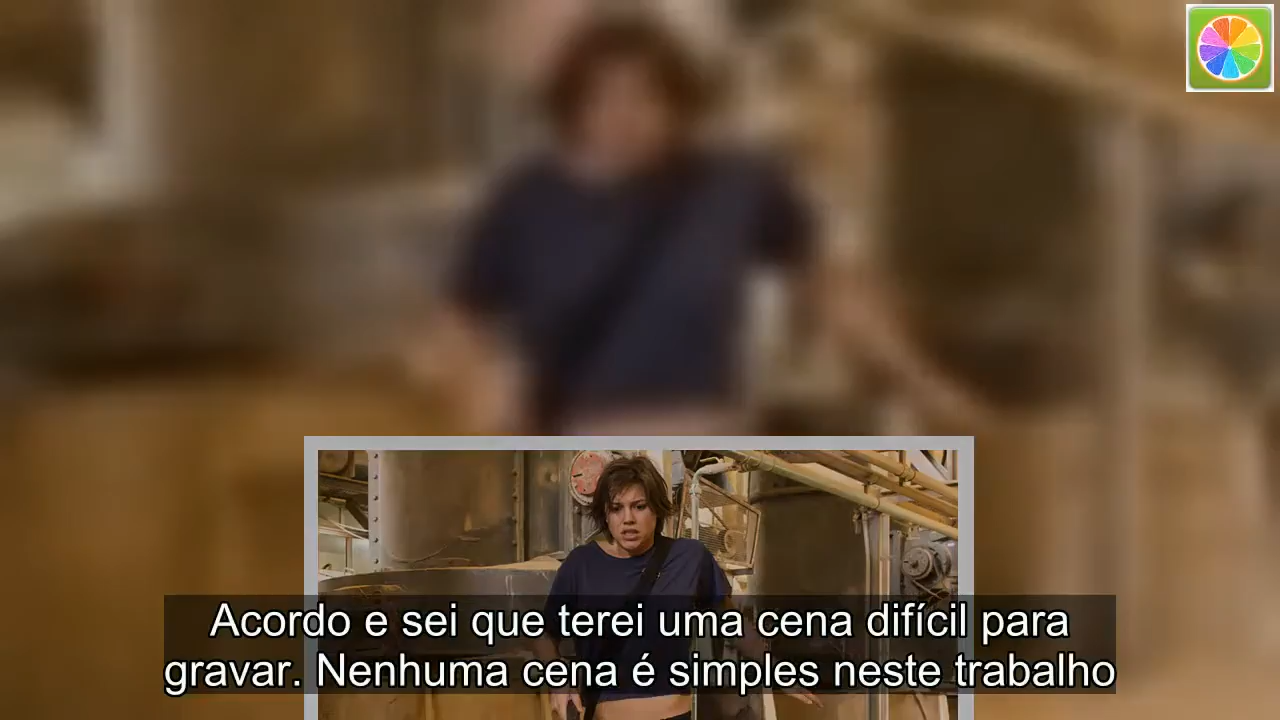 Acordo e sei que terei uma cena difícil para
gravar. Nenhuma cena é simples neste trabalho